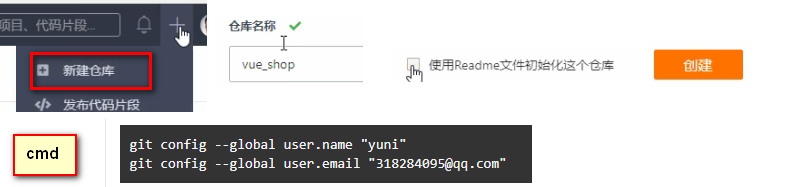 项目、代码片段...
新建仓库
发布代码片段
仓库名称
vue_shop
使用Readme文件初始化这个仓库
创建
cmd
git config --global user.name "yuni"
git config --global user.email "318284095@qq.com"